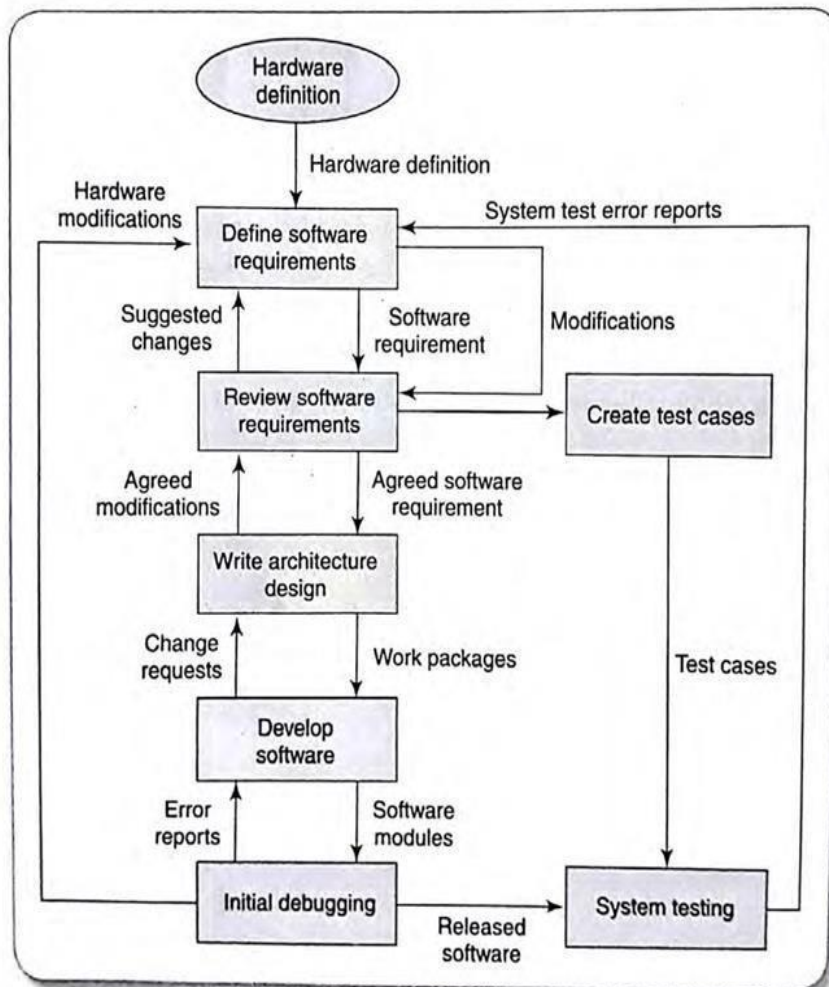 Hardware
definition
Hardware definition
Hardware
modifications
System test error reports
Define software
requirements
Suggested
changes
Software
requirement
Modifications
Review software
requirements
Create test cases
Agreed
modifications
Agreed software
requirement
Write architecture
design
Change
requests
Work packages
Test cases
Develop
software
Error
reports
Software
modules
Initial debugging
Released
software
System testing